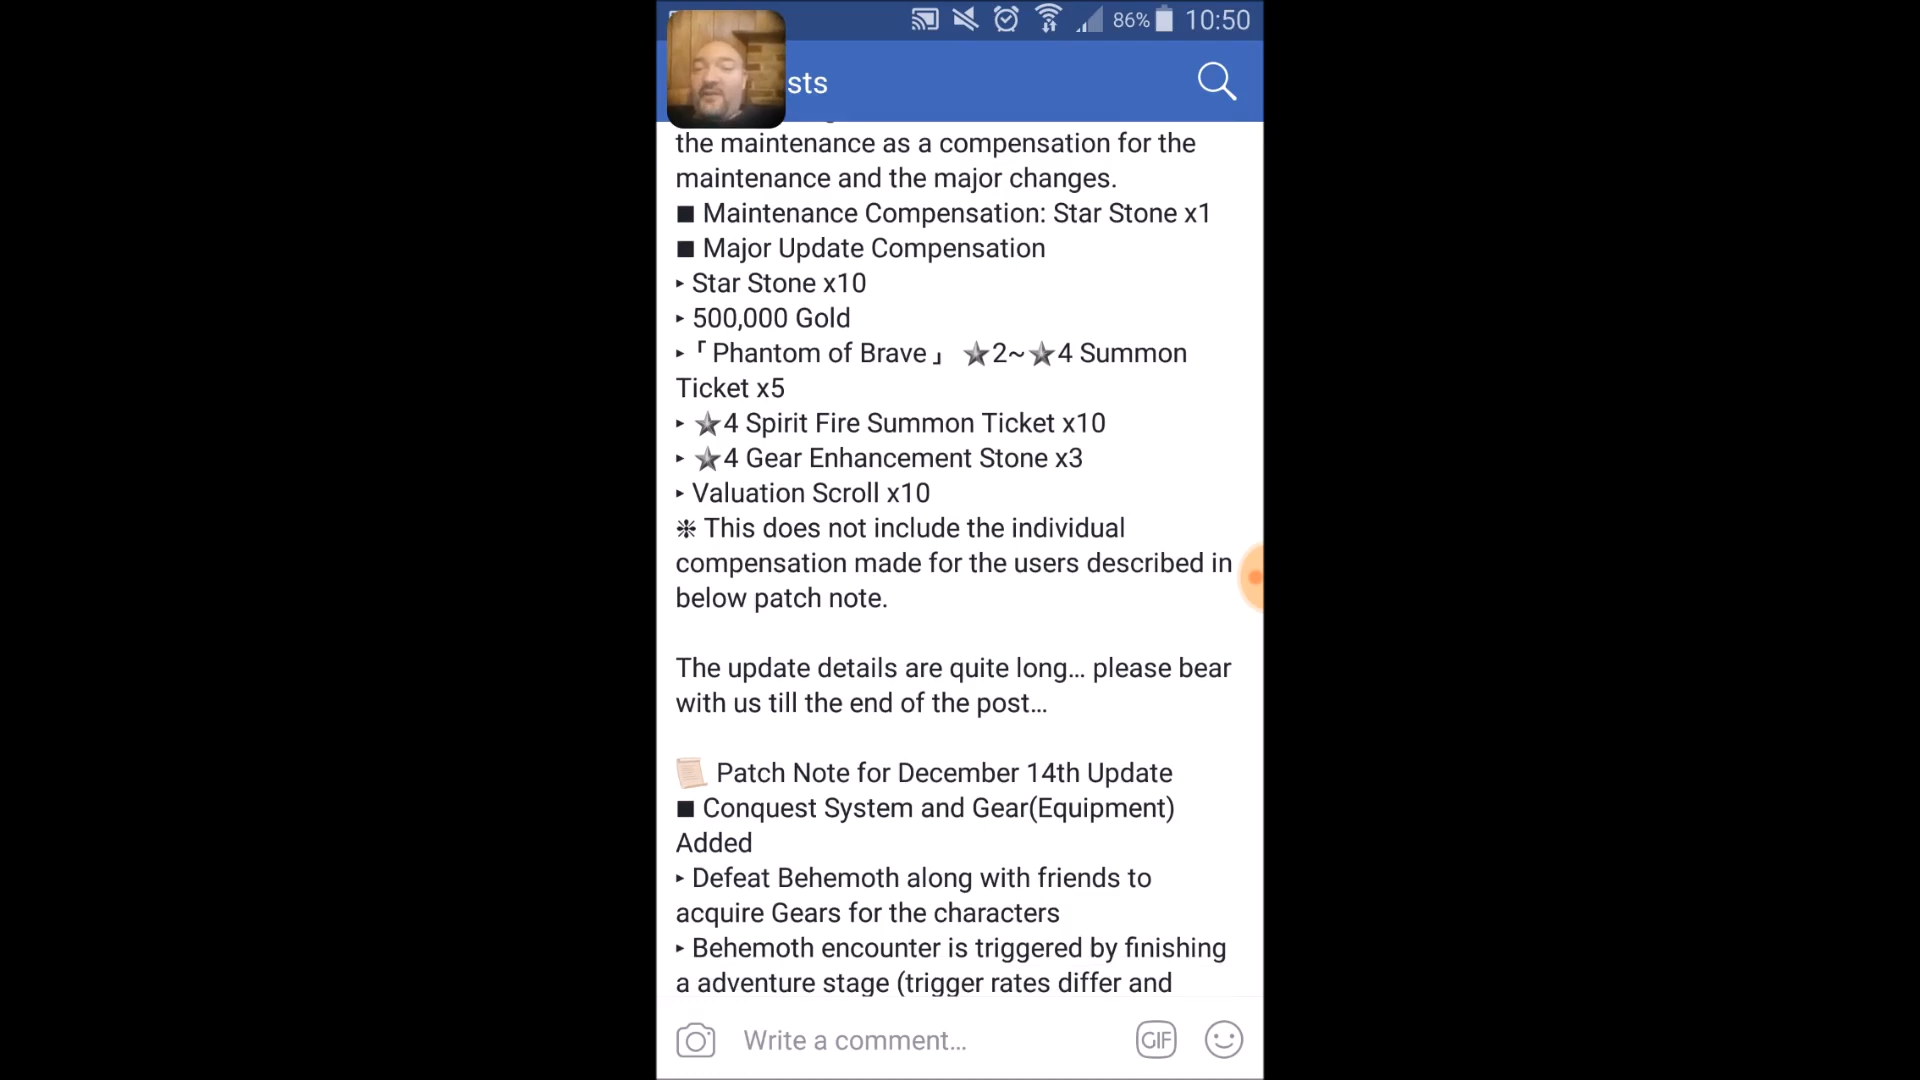 86% 10:50
sts
the maintenance as a compensation for the
maintenance and the major changes.
■ Maintenance Compensation: Star Stone x1
■ Major Update Compensation
‣ Star Stone x10
‣ 500,000 Gold
‣「Phantom of Brave」 ★2~★4 Summon
Ticket x5
‣ ★4 Spirit Fire Summon Ticket x10
‣ ★4 Gear Enhancement Stone x3
‣ Valuation Scroll x10
❇ This does not include the individual
compensation made for the users described in
below patch note.
The update details are quite long... please bear
with us till the end of the post...
Patch Note for December 14th Update
■ Conquest System and Gear(Equipment)
Added
‣ Defeat Behemoth along with friends to
acquire Gears for the characters
‣ Behemoth encounter is triggered by finishing
a adventure stage (trigger rates differ and
Write a comment...
GIF